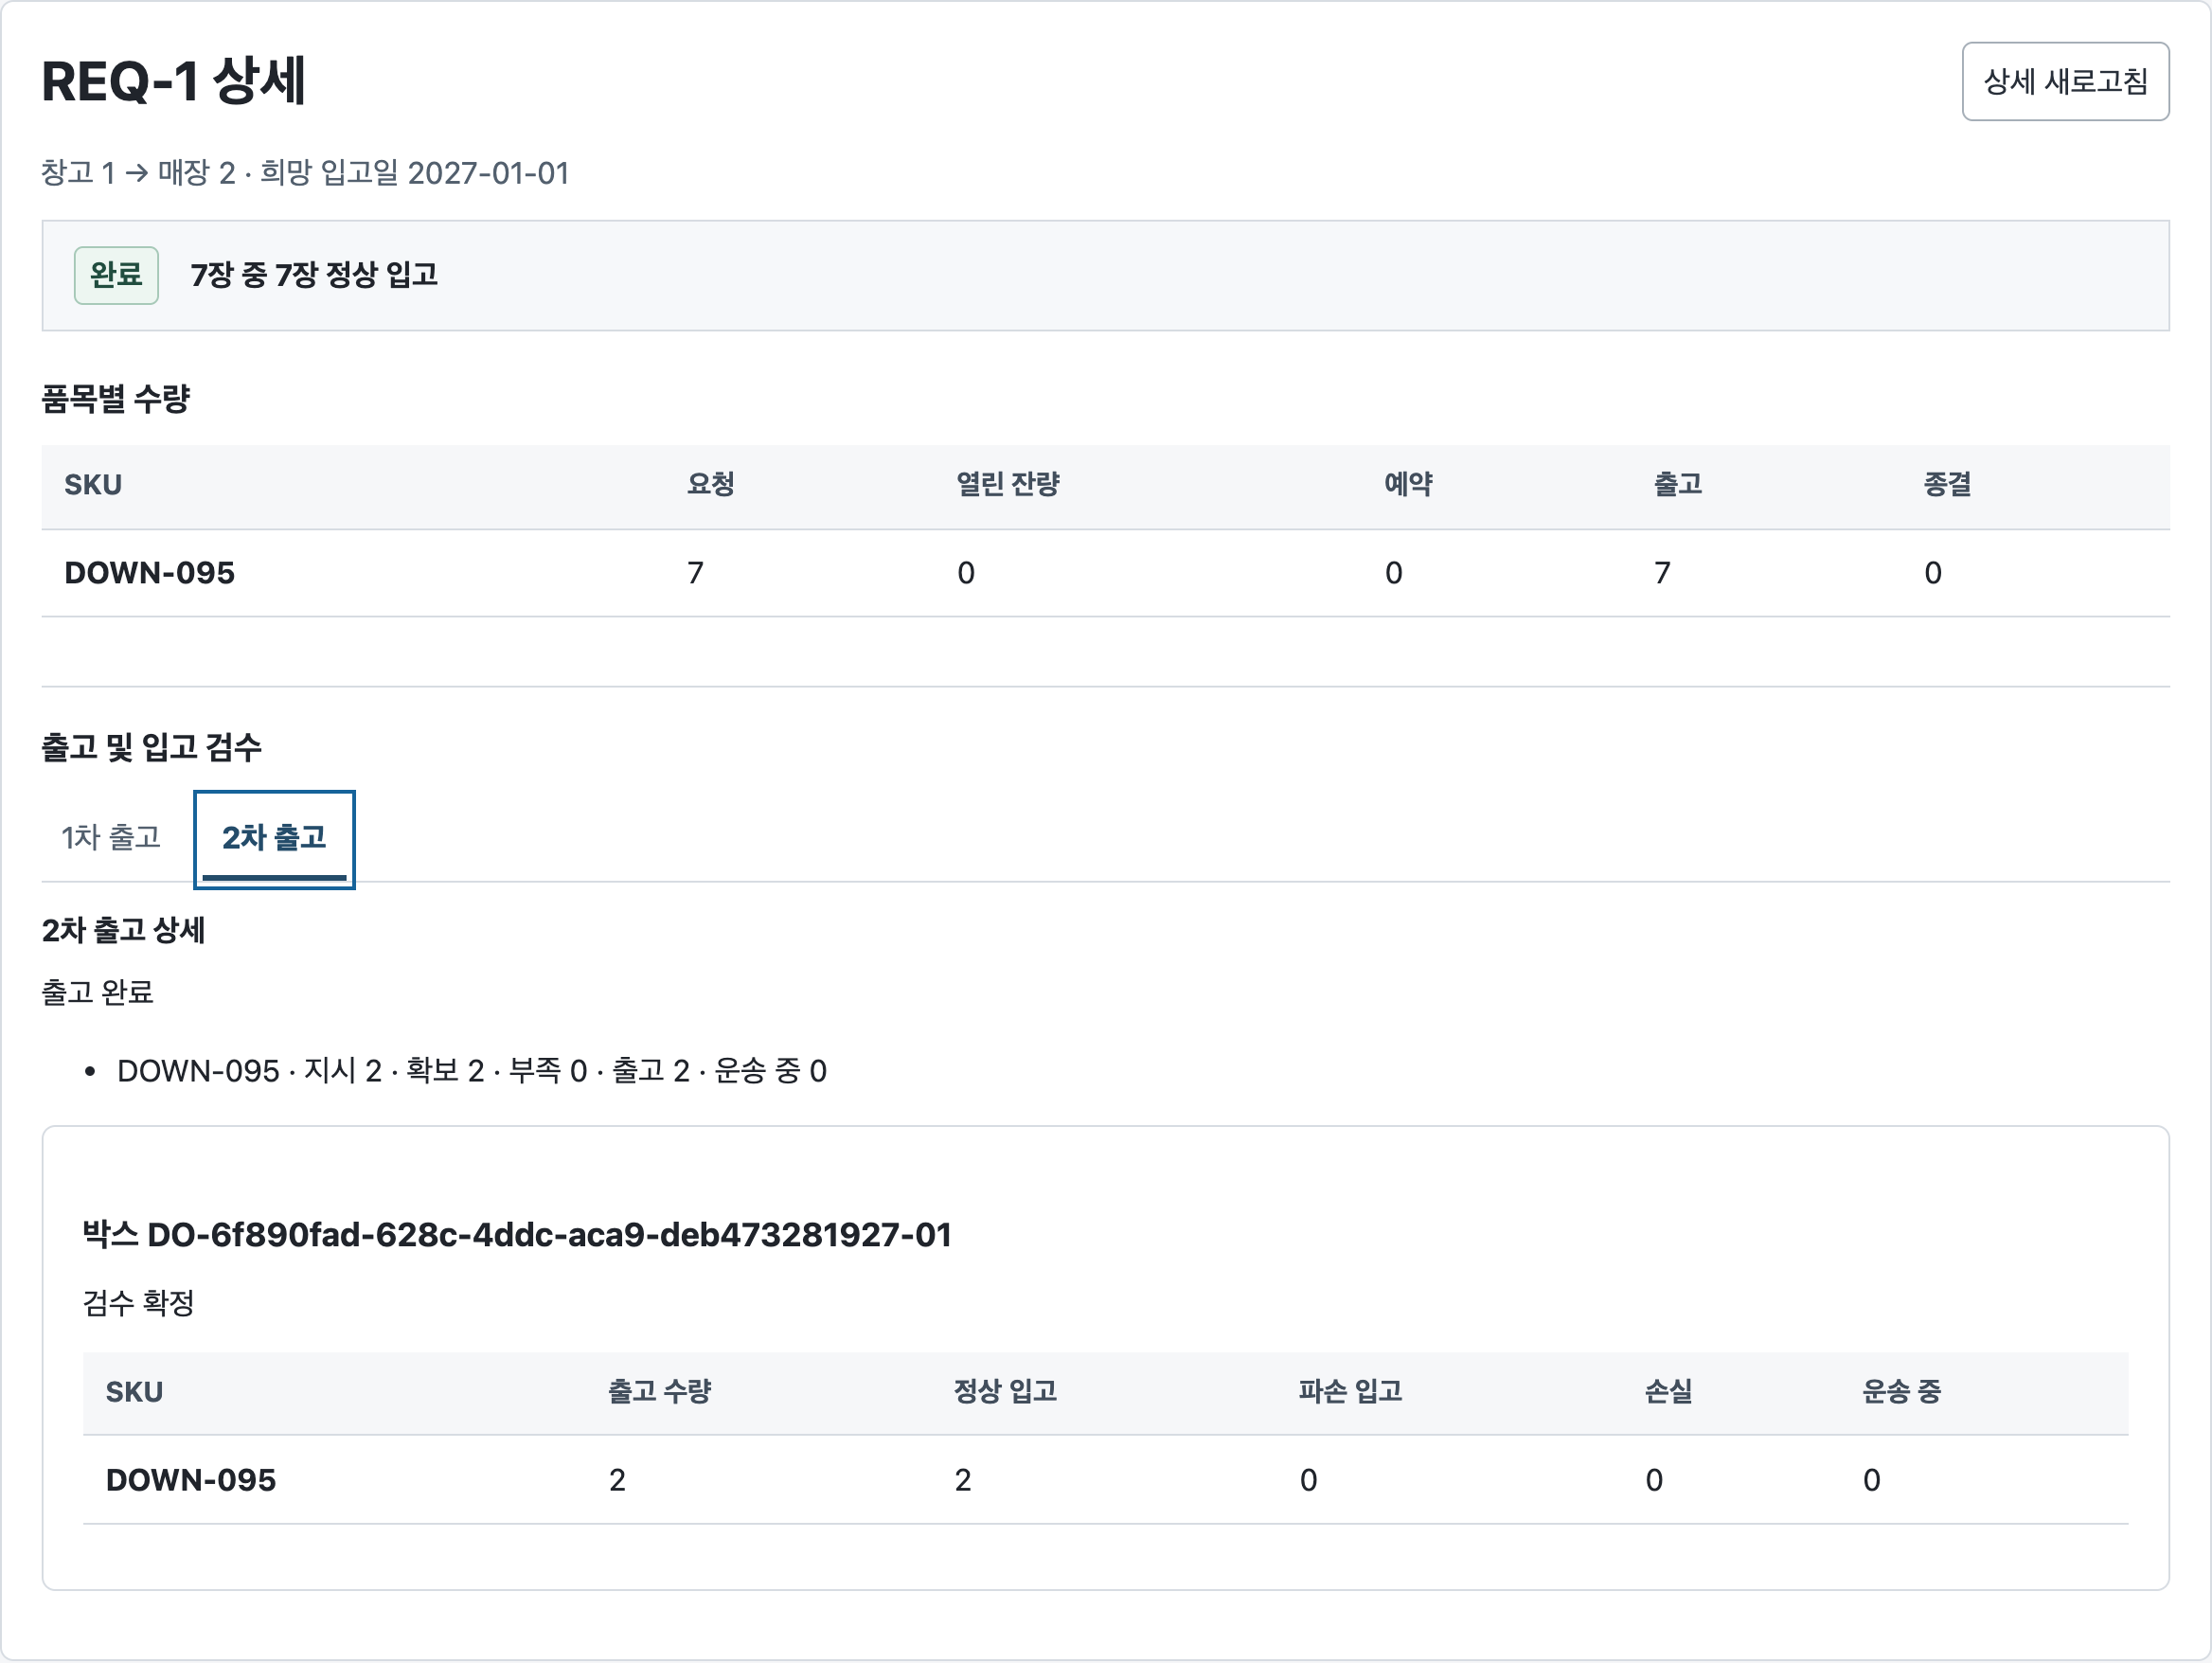 REQ-1 상세
상세 새로고침
창고 1 → 매장 2 · 희망 입고일 2027-01-01
완료 7장 중 7장 정상 입고
품목별 수량
SKU 요청 열린 잔량 예약 출고 종결
DOWN-095 7 0 0 7 0
출고 및 입고 검수
1차 출고 2차 출고
2차 출고 상세
출고 완료
• DOWN-095 · 지시 2 · 확보 2 · 부족 0 · 출고 2 · 운송 중 0
박스 DO-6f890fad-628c-4ddc-aca9-deb473281927-01
검수 확정
SKU 출고 수량 정상 입고 파손 입고 손실 운송 중
DOWN-095 2 2 0 0 0